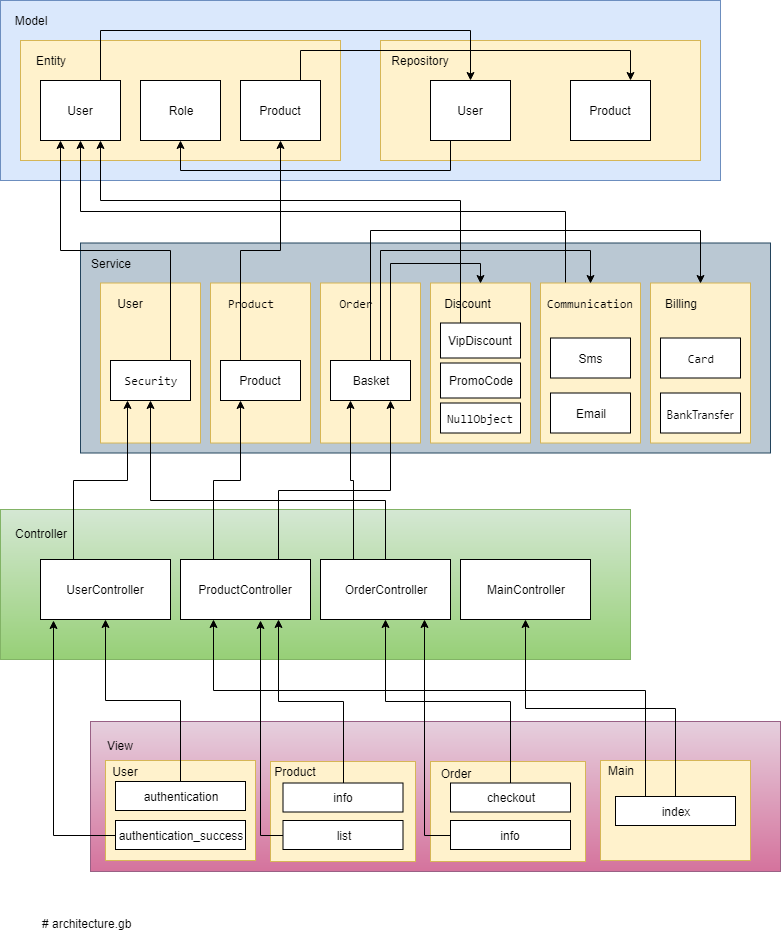 Model
Entity
Repository
User
Role
Product
User
Product
Service
User
Product
Order
Discount
Communication
Billing
VipDiscount
Sms
Card
Security
Product
Basket
PromoCode
NullObject
Email
BankTransfer
Controller
UserController
ProductController
OrderController
MainController
View
User
Product
Order
Main
authentication
info
checkout
index
authentication_success
list
info
# architecture.gb